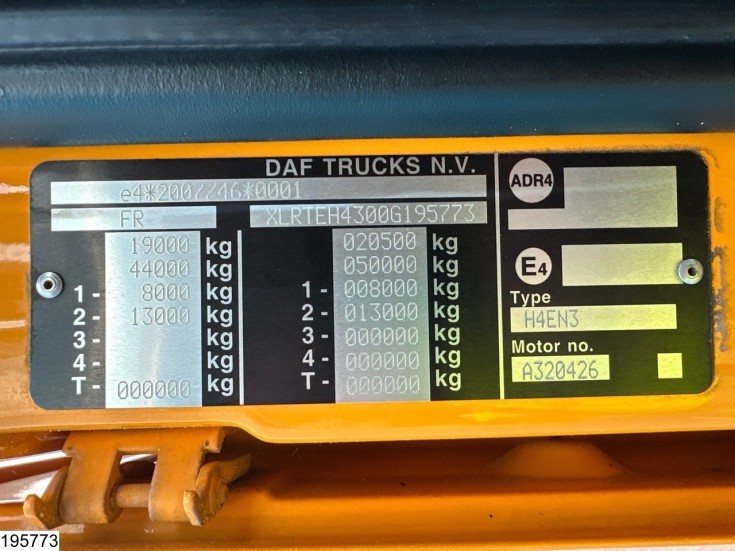 DAF TRUCKS N.V.
e4*2007/46*0001
FR XLRTEH4300G195773
19000 kg 020500 kg
44000 kg 050000 kg
1 - 8000 kg 1 - 008000 kg
2 - 13000 kg 2 - 013000 kg
3 - kg 3 - 000000 kg
4 - kg 4 - 000000 kg
T - 000000 kg T - 000000 kg
ADR4
E4
Type
H4EN3
Motor no.
A320426
195773